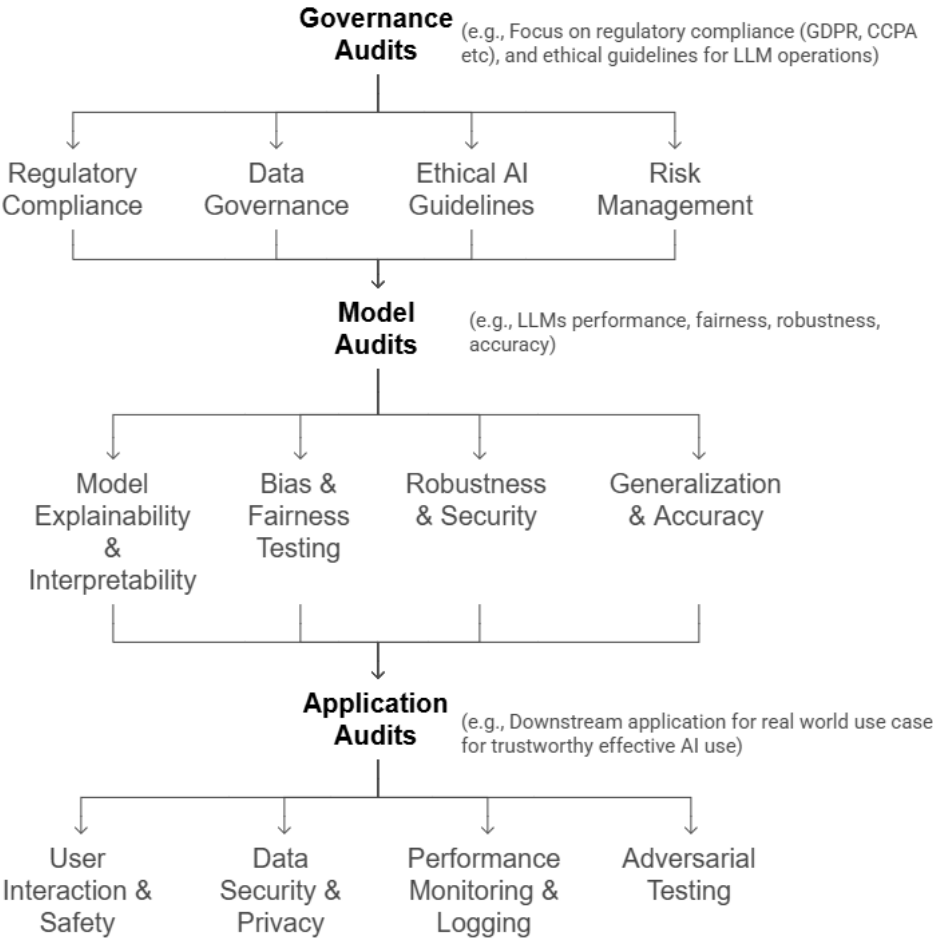 Governance
Audits
(e.g., Focus on regulatory compliance (GDPR, CCPA
etc), and ethical guidelines for LLM operations)
Regulatory
Compliance
Data
Governance
Ethical AI
Guidelines
Risk
Management
Model
Audits
(e.g., LLMs performance, fairness, robustness,
accuracy)
Model
Explainability
&
Interpretability
Bias &
Fairness
Testing
Robustness
& Security
Generalization
& Accuracy
Application
Audits
(e.g., Downstream application for real world use case
for trustworthy effective AI use)
User
Interaction &
Safety
Data
Security &
Privacy
Performance
Monitoring &
Logging
Adversarial
Testing